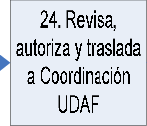 24. Revisa,
autoriza y traslada
a Coordinación
UDAF